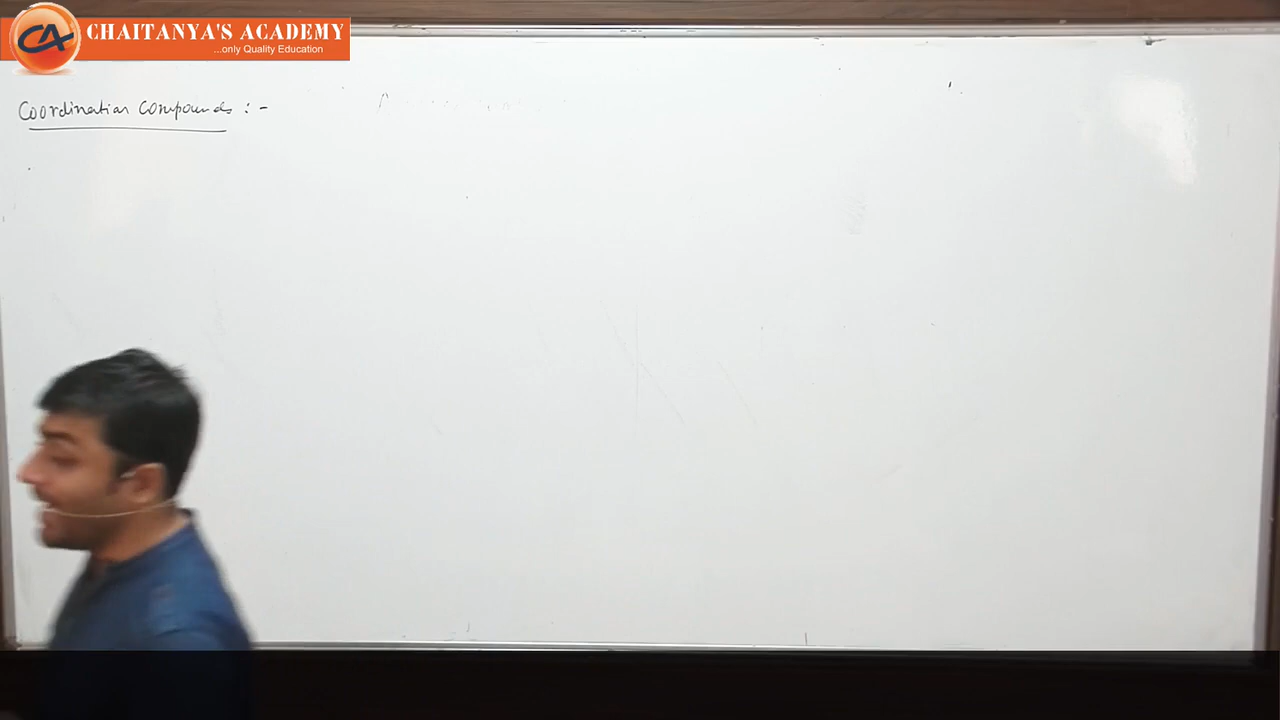 CHAITANYA'S ACADEMY
...only Quality Education
Coordination Compounds : -